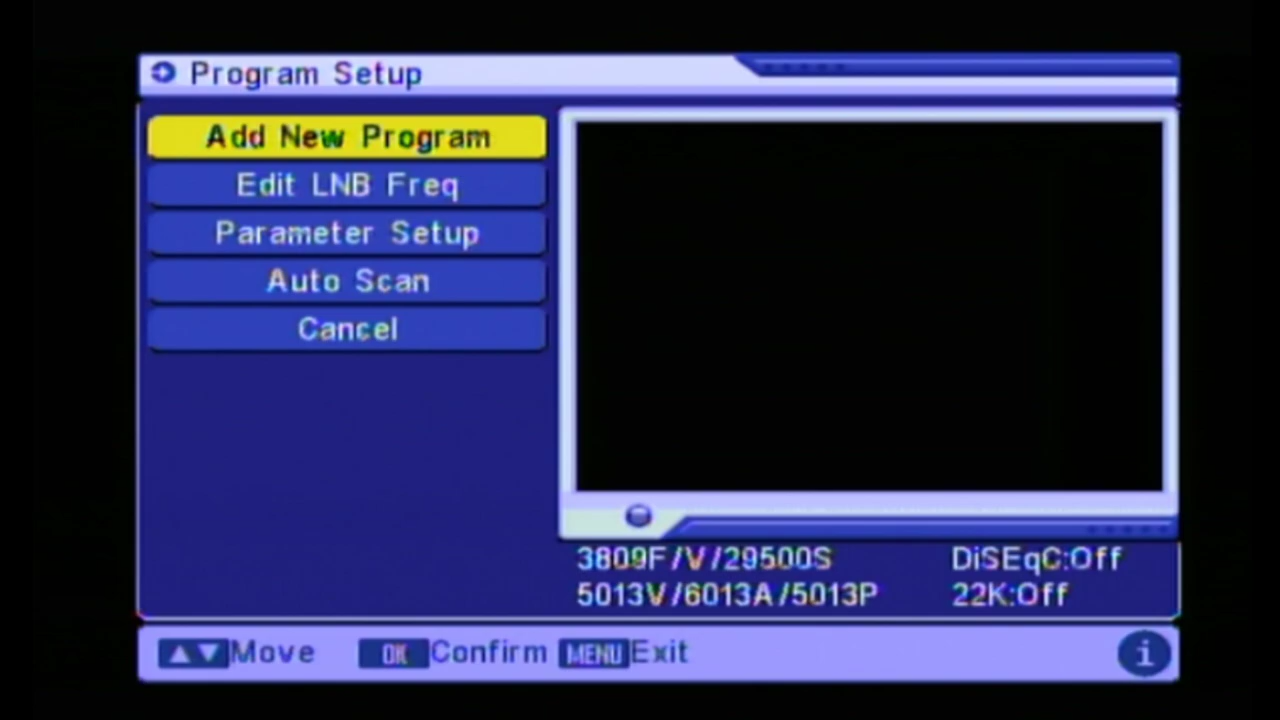 Program Setup
Add New Program
Edit LNB Freq
Parameter Setup
Auto Scan
Cancel
3809F/V/29500S DiSEqC:Off
5013V/6013A/5013P 22K:Off
▲▼Move OK Confirm MENU Exit i